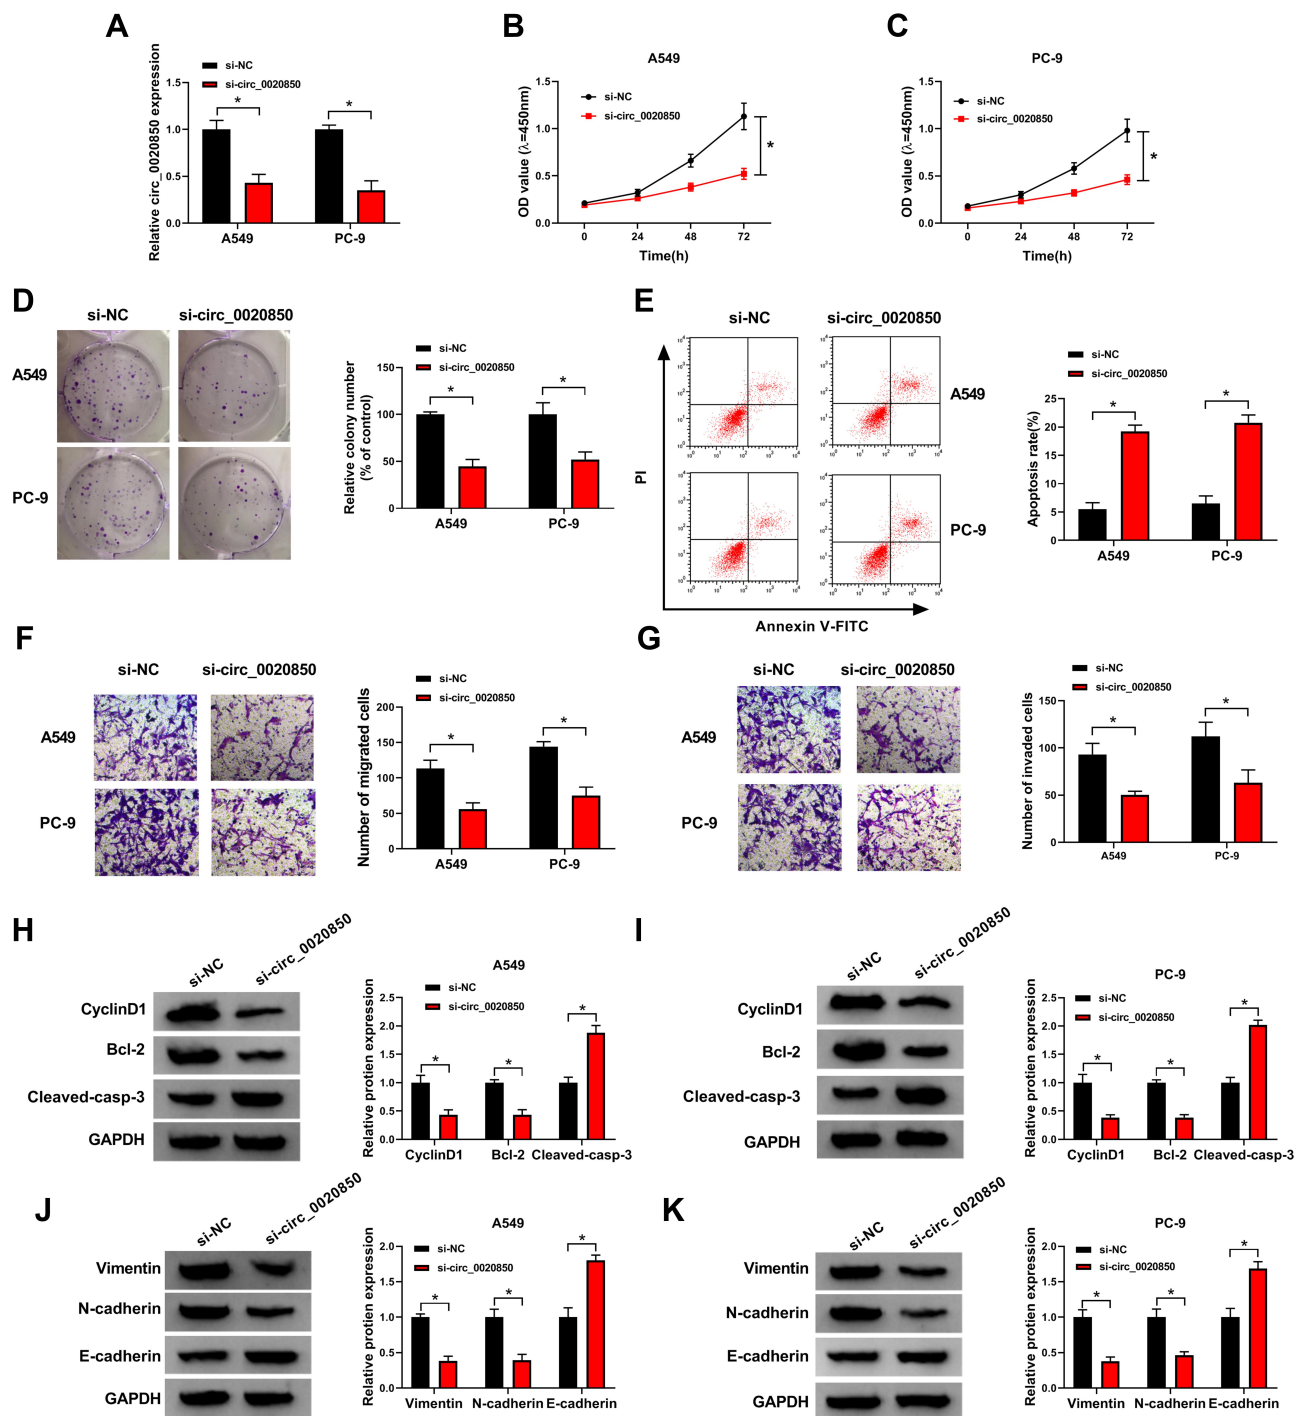 A
si-NC
si-circ_0020850
Relative circ_0020850 expression
1.5
1.0
0.5
0.0
*
*
A549
PC-9
B
A549
OD value (λ=450nm)
1.5
1.0
0.5
0.0
si-NC
si-circ_0020850
*
0
24
48
72
Time(h)
C
PC-9
OD value (λ=450nm)
1.5
1.0
0.5
0.0
si-NC
si-circ_0020850
*
0
24
48
72
Time(h)
D
si-NC
si-circ_0020850
A549
PC-9
si-NC
si-circ_0020850
Relative colony number
(% of control)
150
100
50
0
*
*
A549
PC-9
E
si-NC
si-circ_0020850
A549
PC-9
PI
Annexin V-FITC
si-NC
si-circ_0020850
Apoptosis rate(%)
25
20
15
10
5
0
*
*
A549
PC-9
F
si-NC
si-circ_0020850
A549
PC-9
si-NC
si-circ_0020850
Number of migrated cells
200
150
100
50
0
*
*
A549
PC-9
G
si-NC
si-circ_0020850
A549
PC-9
si-NC
si-circ_0020850
Number of invaded cells
150
100
50
0
*
*
A549
PC-9
H
si-NC
si-circ_0020850
CyclinD1
Bcl-2
Cleaved-casp-3
GAPDH
A549
si-NC
si-circ_0020850
Relative protien expression
2.5
2.0
1.5
1.0
0.5
0.0
*
*
*
CyclinD1
Bcl-2
Cleaved-casp-3
I
si-NC
si-circ_0020850
CyclinD1
Bcl-2
Cleaved-casp-3
GAPDH
PC-9
si-NC
si-circ_0020850
Relative protien expression
2.5
2.0
1.5
1.0
0.5
0.0
*
*
*
CyclinD1
Bcl-2
Cleaved-casp-3
J
si-NC
si-circ_0020850
Vimentin
N-cadherin
E-cadherin
GAPDH
A549
si-NC
si-circ_0020850
Relative protien expression
2.0
1.5
1.0
0.5
0.0
*
*
*
Vimentin
N-cadherin
E-cadherin
K
si-NC
si-circ_0020850
Vimentin
N-cadherin
E-cadherin
GAPDH
PC-9
si-NC
si-circ_0020850
Relative protien expression
2.0
1.5
1.0
0.5
0.0
*
*
*
Vimentin
N-cadherin
E-cadherin